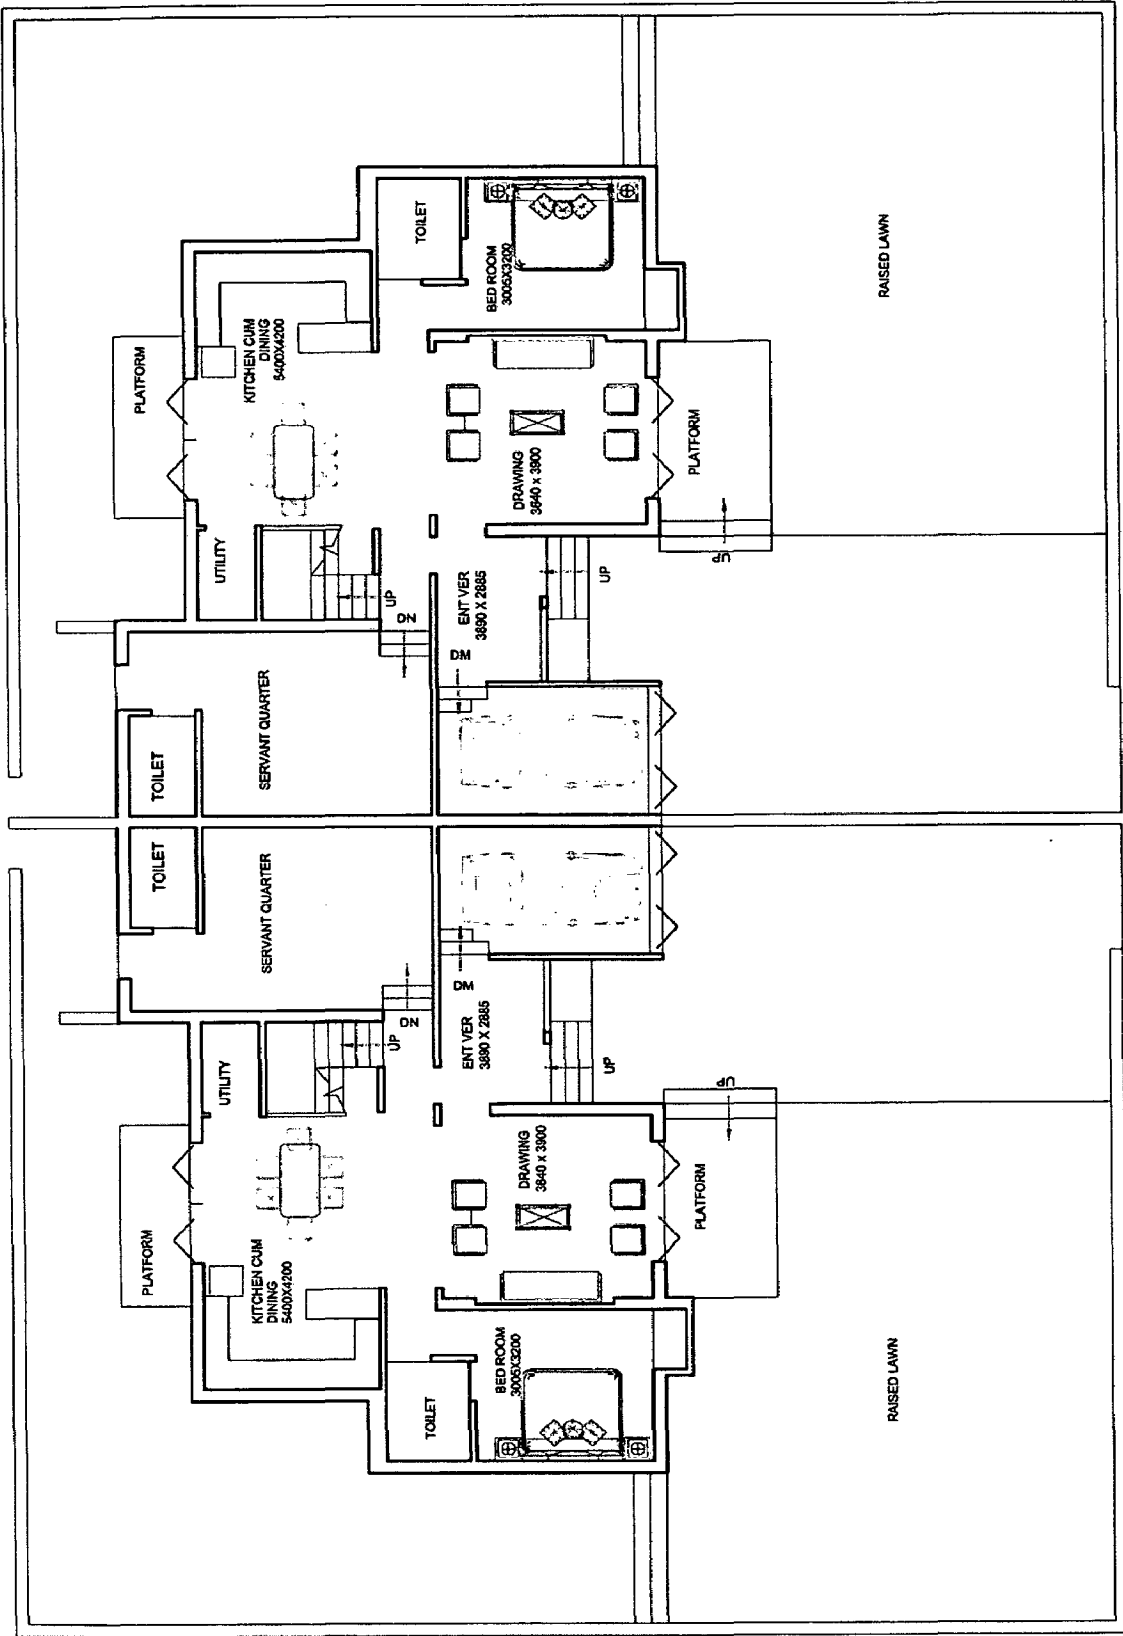 PLATFORM
TOILET
KITCHEN CUM
DINING
5400X4200
BED ROOM
3005X3200
RAISED LAWN
UTILITY
DRAWING
3840 x 3900
PLATFORM
UP
UP
DN
ENT VER
3890 X 2885
UP
DM
SERVANT QUARTER
TOILET
TOILET
SERVANT QUARTER
DM
DN
ENT VER
3890 X 2885
UP
UP
UP
UTILITY
DRAWING
3840 x 3900
PLATFORM
PLATFORM
KITCHEN CUM
DINING
5400X4200
BED ROOM
3005X3200
TOILET
RAISED LAWN